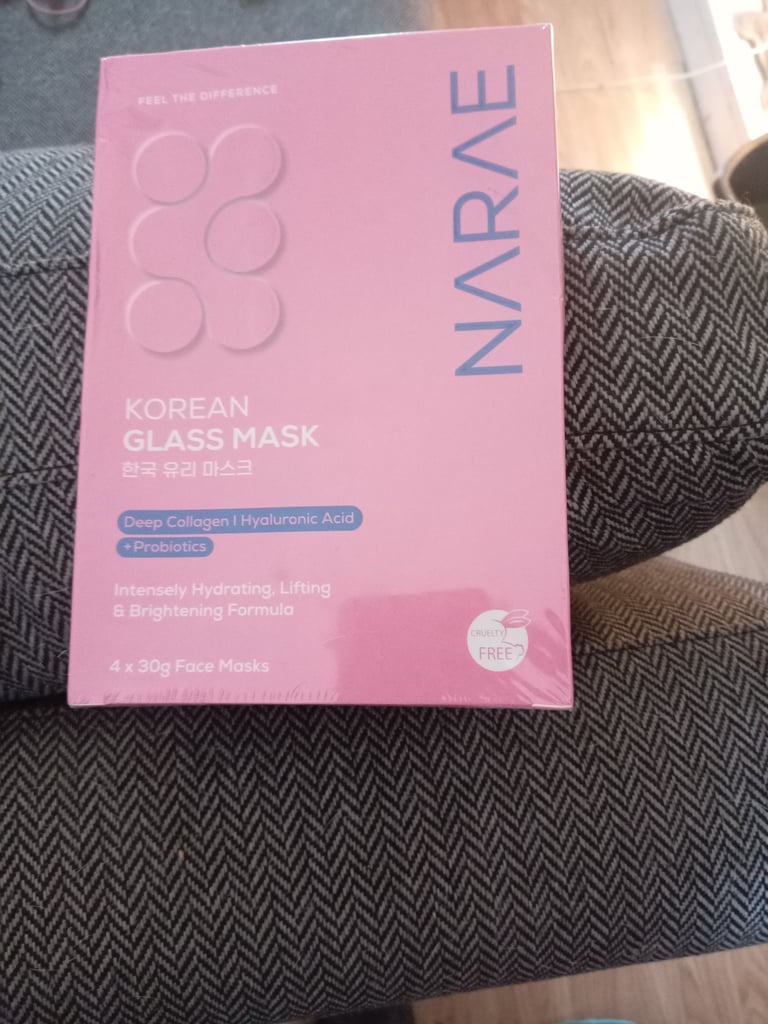 FEEL THE DIFFERENCE
NARAE
KOREAN
GLASS MASK
한국 유리 마스크
Deep Collagen | Hyaluronic Acid
+Probiotics
Intensely Hydrating, Lifting
& Brightening Formula
4 x 30g Face Masks
CRUELTY
FREE